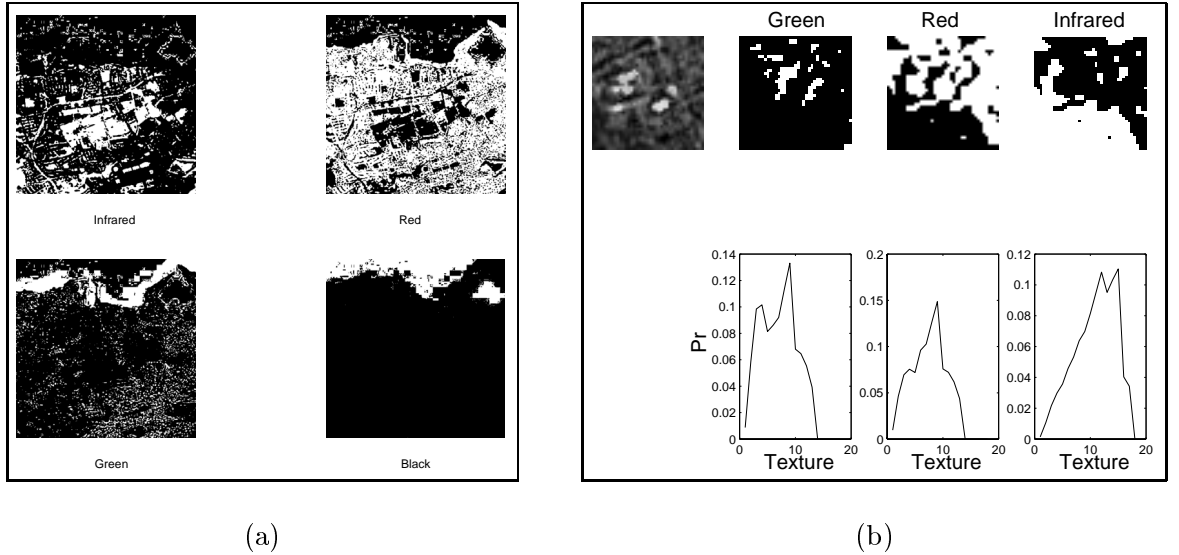 Infrared Red
Green Black
(a)
Green Red Infrared
0.14 0.2 0.12
0.12 0.1
0.1 0.15
0.08 0.08
0.1 0.06
0.06
0.04 0.05 0.04
0.02 0.02
0 0 0
0 10 20 0 10 20 0 10 20
Pr
Texture Texture Texture
(b)